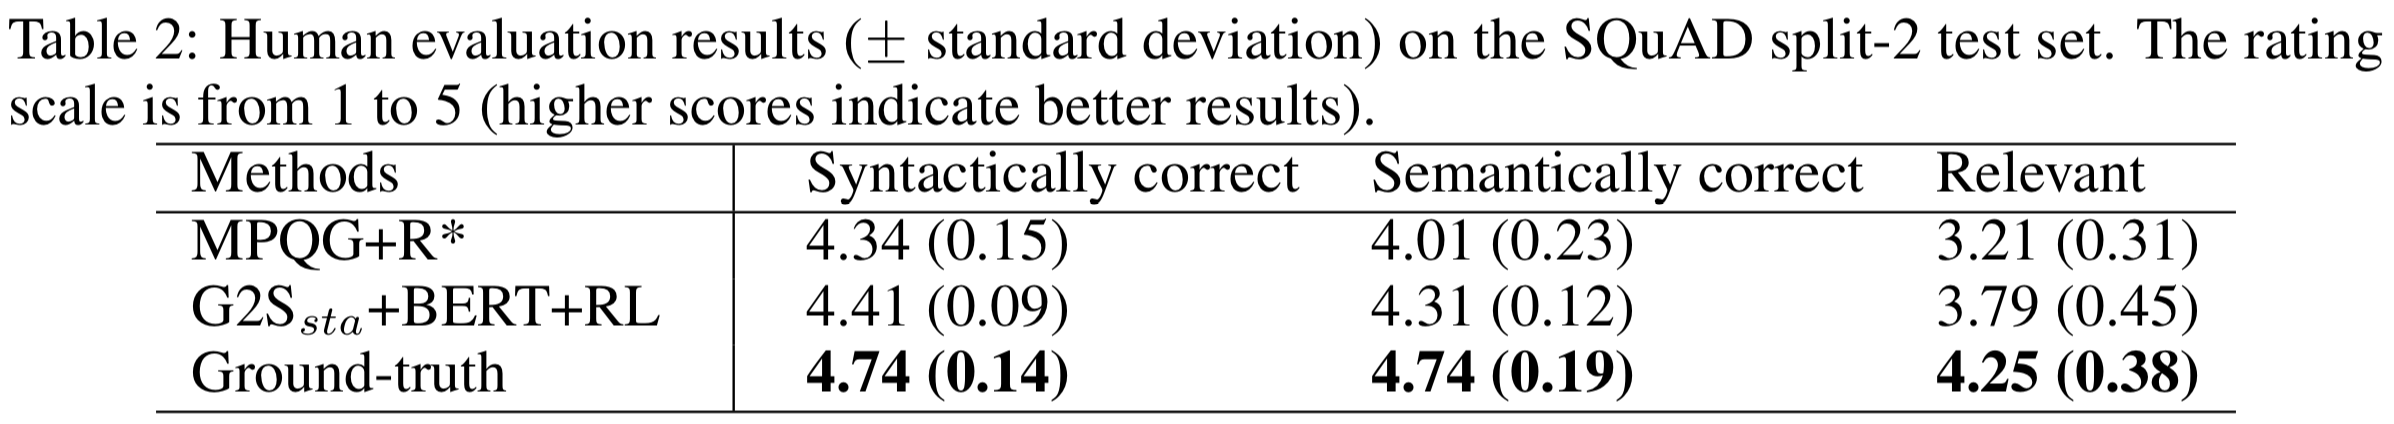 Table 2: Human evaluation results (± standard deviation) on the SQuAD split-2 test set. The rating
scale is from 1 to 5 (higher scores indicate better results).
Methods Syntactically correct Semantically correct Relevant
MPQG+R* 4.34 (0.15) 4.01 (0.23) 3.21 (0.31)
G2Ssta+BERT+RL 4.41 (0.09) 4.31 (0.12) 3.79 (0.45)
Ground-truth 4.74 (0.14) 4.74 (0.19) 4.25 (0.38)